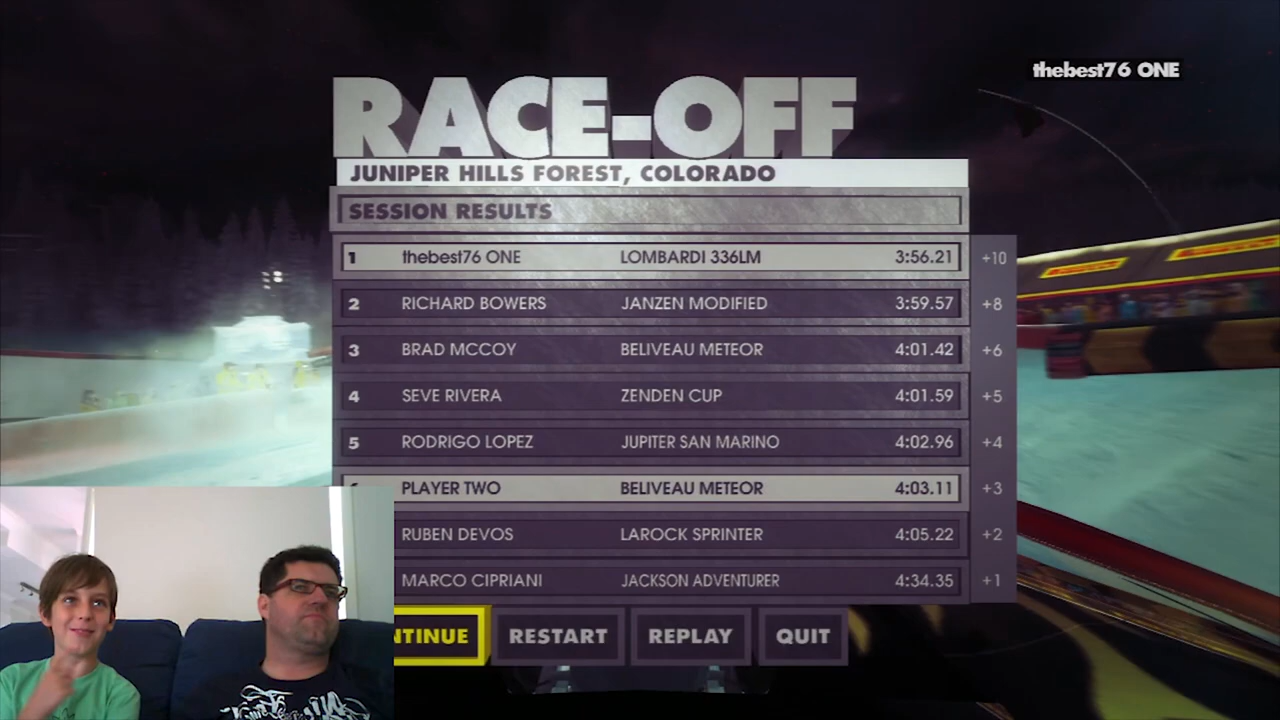 thebest76 ONE
RACE-OFF
JUNIPER HILLS FOREST, COLORADO
SESSION RESULTS
1 thebest76 ONE LOMBARDI 336LM 3:56.21 +10
2 RICHARD BOWERS JANZEN MODIFIED 3:59.57 +8
3 BRAD MCCOY BELIVEAU METEOR 4:01.42 +6
4 SEVE RIVERA ZENDEN CUP 4:01.59 +5
5 RODRIGO LOPEZ JUPITER SAN MARINO 4:02.96 +4
PLAYER TWO BELIVEAU METEOR 4:03.11 +3
RUBEN DEVOS LAROCK SPRINTER 4:05.22 +2
MARCO CIPRIANI JACKSON ADVENTURER 4:34.35 +1
NTINUE RESTART REPLAY QUIT